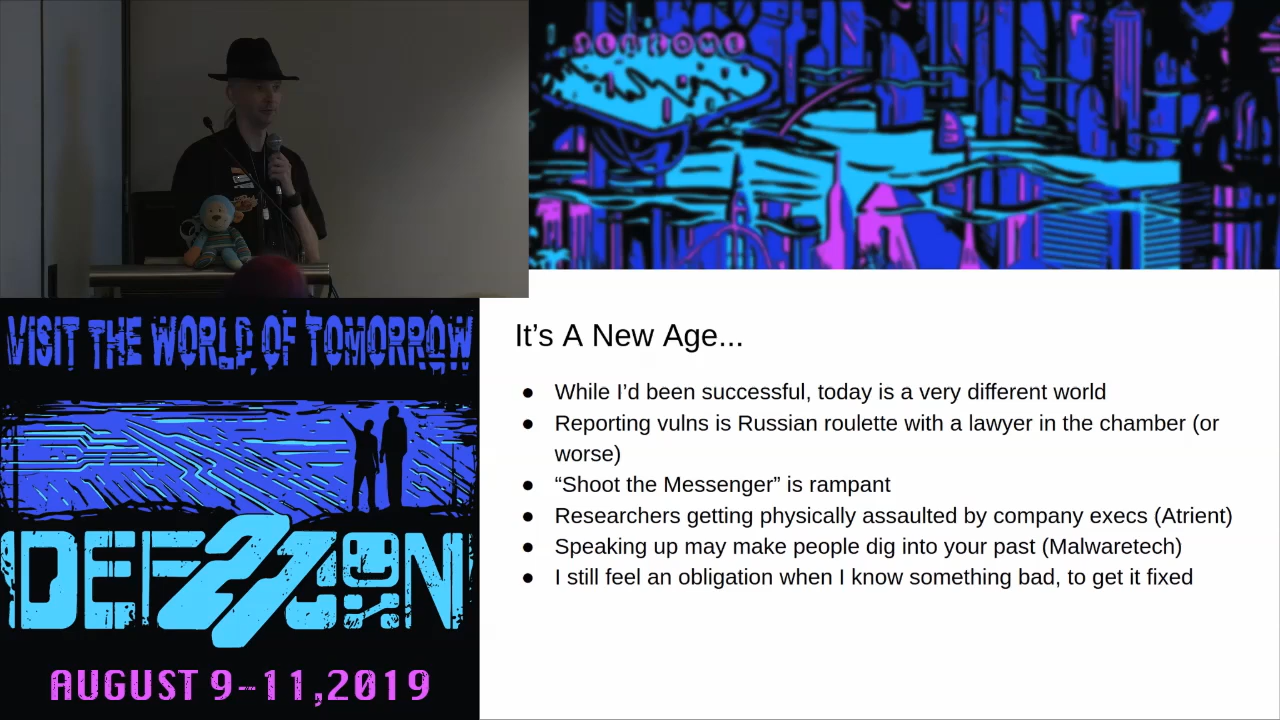 WELCOME
VISIT THE WORLD OF TOMORROW
DEF 27 CON
AUGUST 9-11,2019
It’s A New Age...
● While I’d been successful, today is a very different world
● Reporting vulns is Russian roulette with a lawyer in the chamber (or
worse)
● “Shoot the Messenger” is rampant
● Researchers getting physically assaulted by company execs (Atrient)
● Speaking up may make people dig into your past (Malwaretech)
● I still feel an obligation when I know something bad, to get it fixed